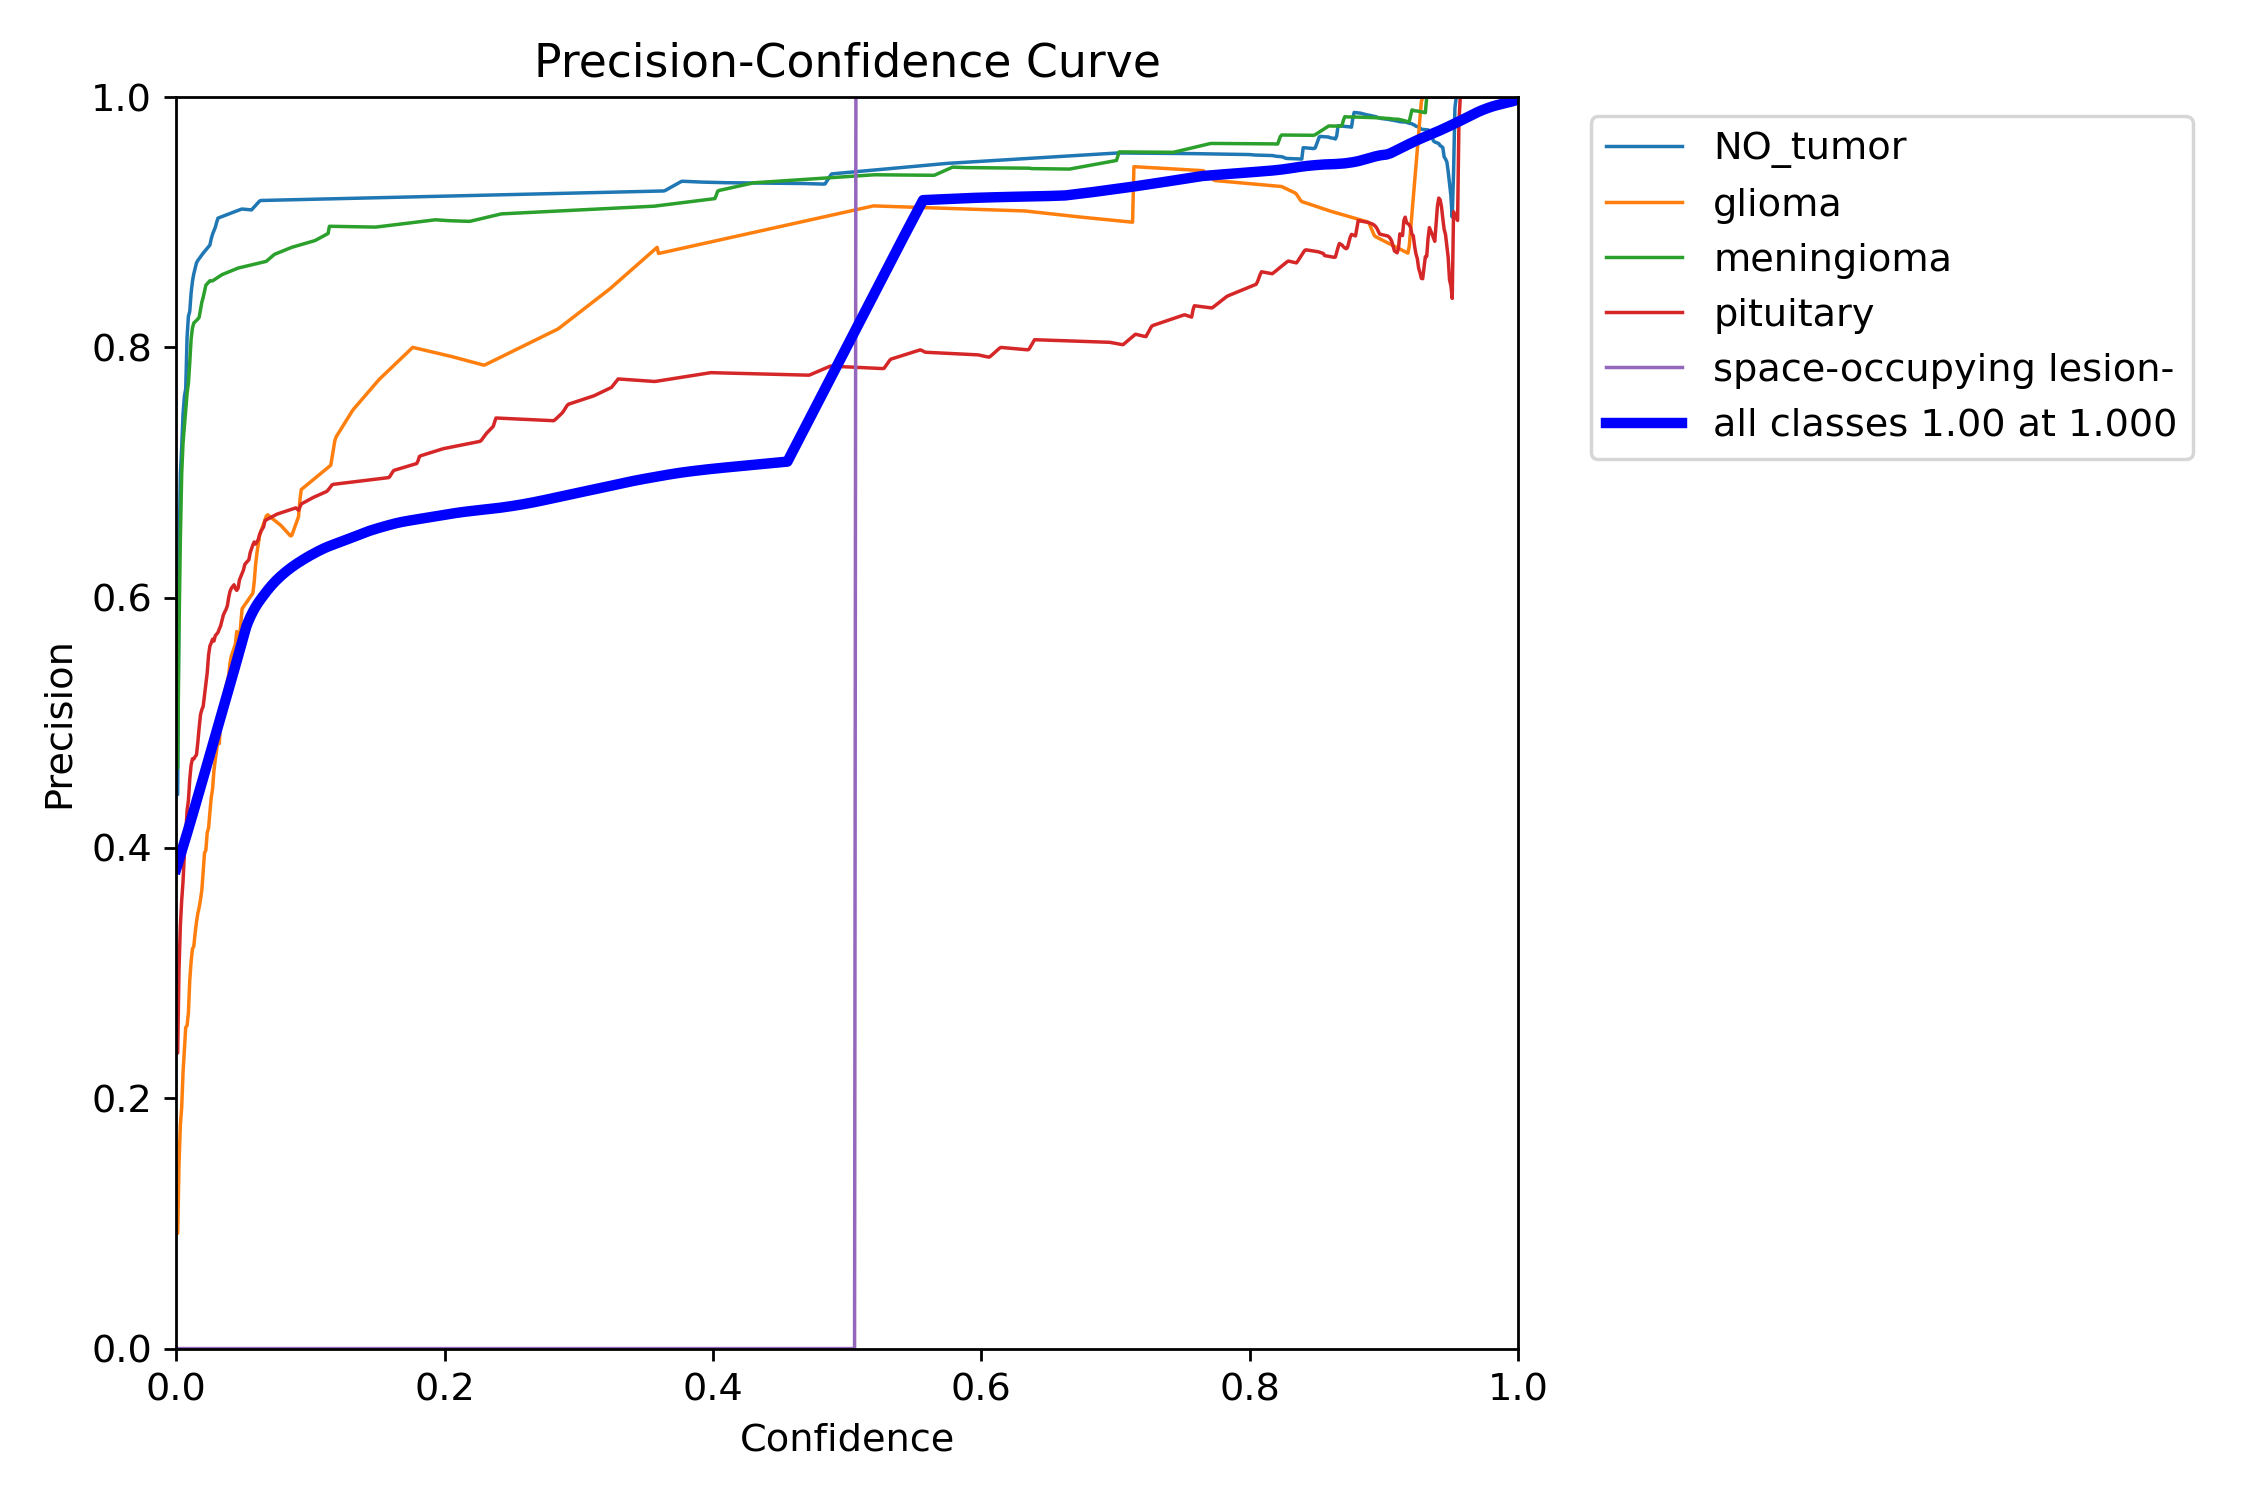 Precision-Confidence Curve
1.0
0.8
0.6
0.4
0.2
0.0
Precision
0.0 0.2 0.4 0.6 0.8 1.0
Confidence
NO_tumor
glioma
meningioma
pituitary
space-occupying lesion-
all classes 1.00 at 1.000